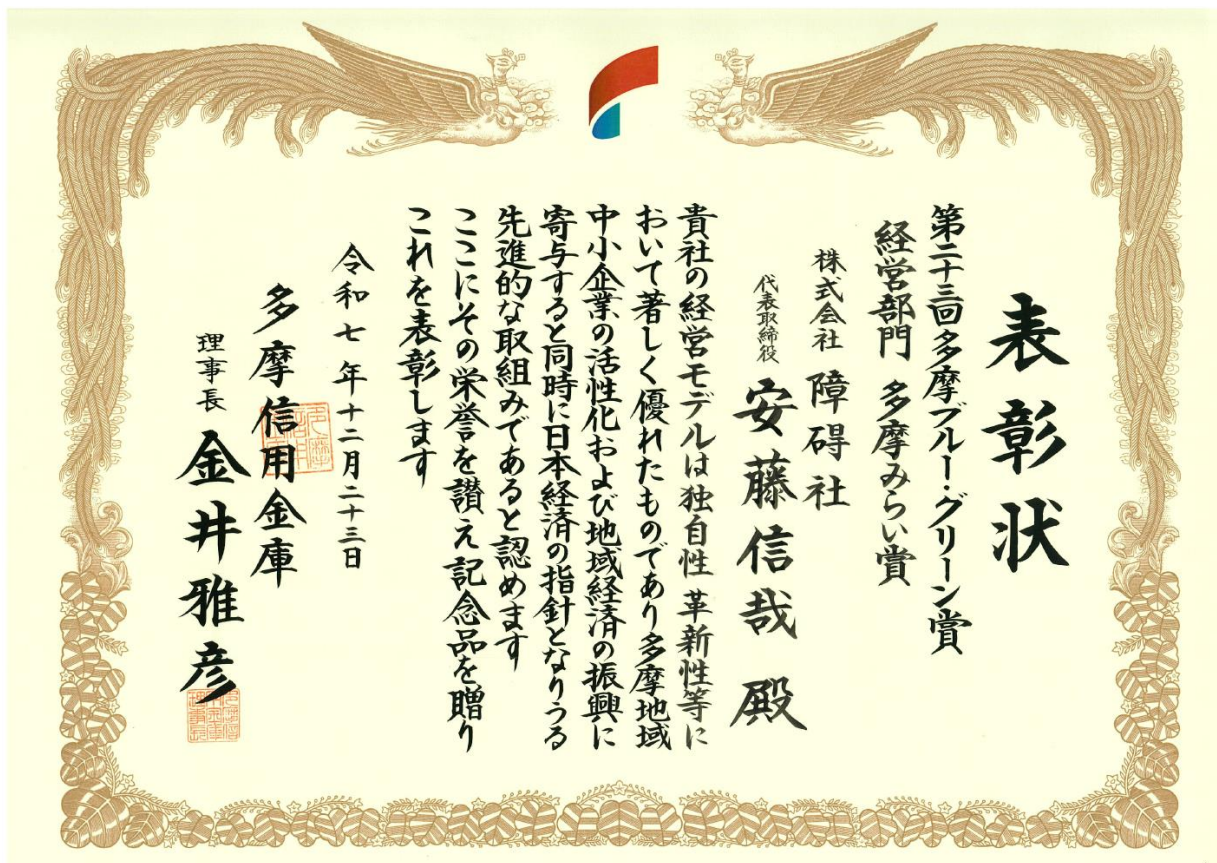 表彰状
第二十三回多摩ブルー・グリーン賞
経営部門 多摩みらい賞
株式会社 障碍社
代表取締役 安藤信哉 殿
貴社の経営モデルは独自性 革新性等に
おいて著しく優れたものであり多摩地域
中小企業の活性化および地域経済の振興に
寄与すると同時に日本経済の指針となりうる
先進的な取組みであると認めます
ここにその栄誉を讃え記念品を贈り
これを表彰します
令和七年十二月二十三日
多摩信用金庫
理事長 金井雅彦